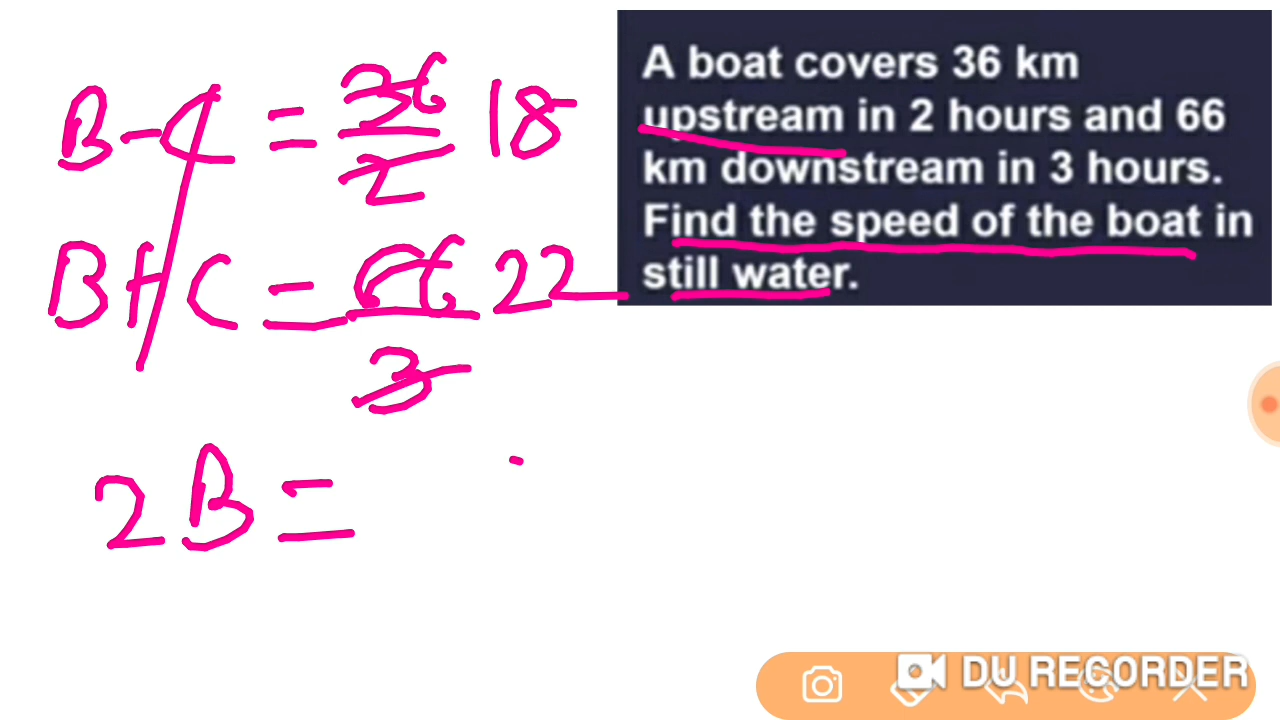 B-C = 36/2 18
B+C = 66/3 22
2B =
A boat covers 36 km
upstream in 2 hours and 66
km downstream in 3 hours.
Find the speed of the boat in
still water.
DU RECORDER